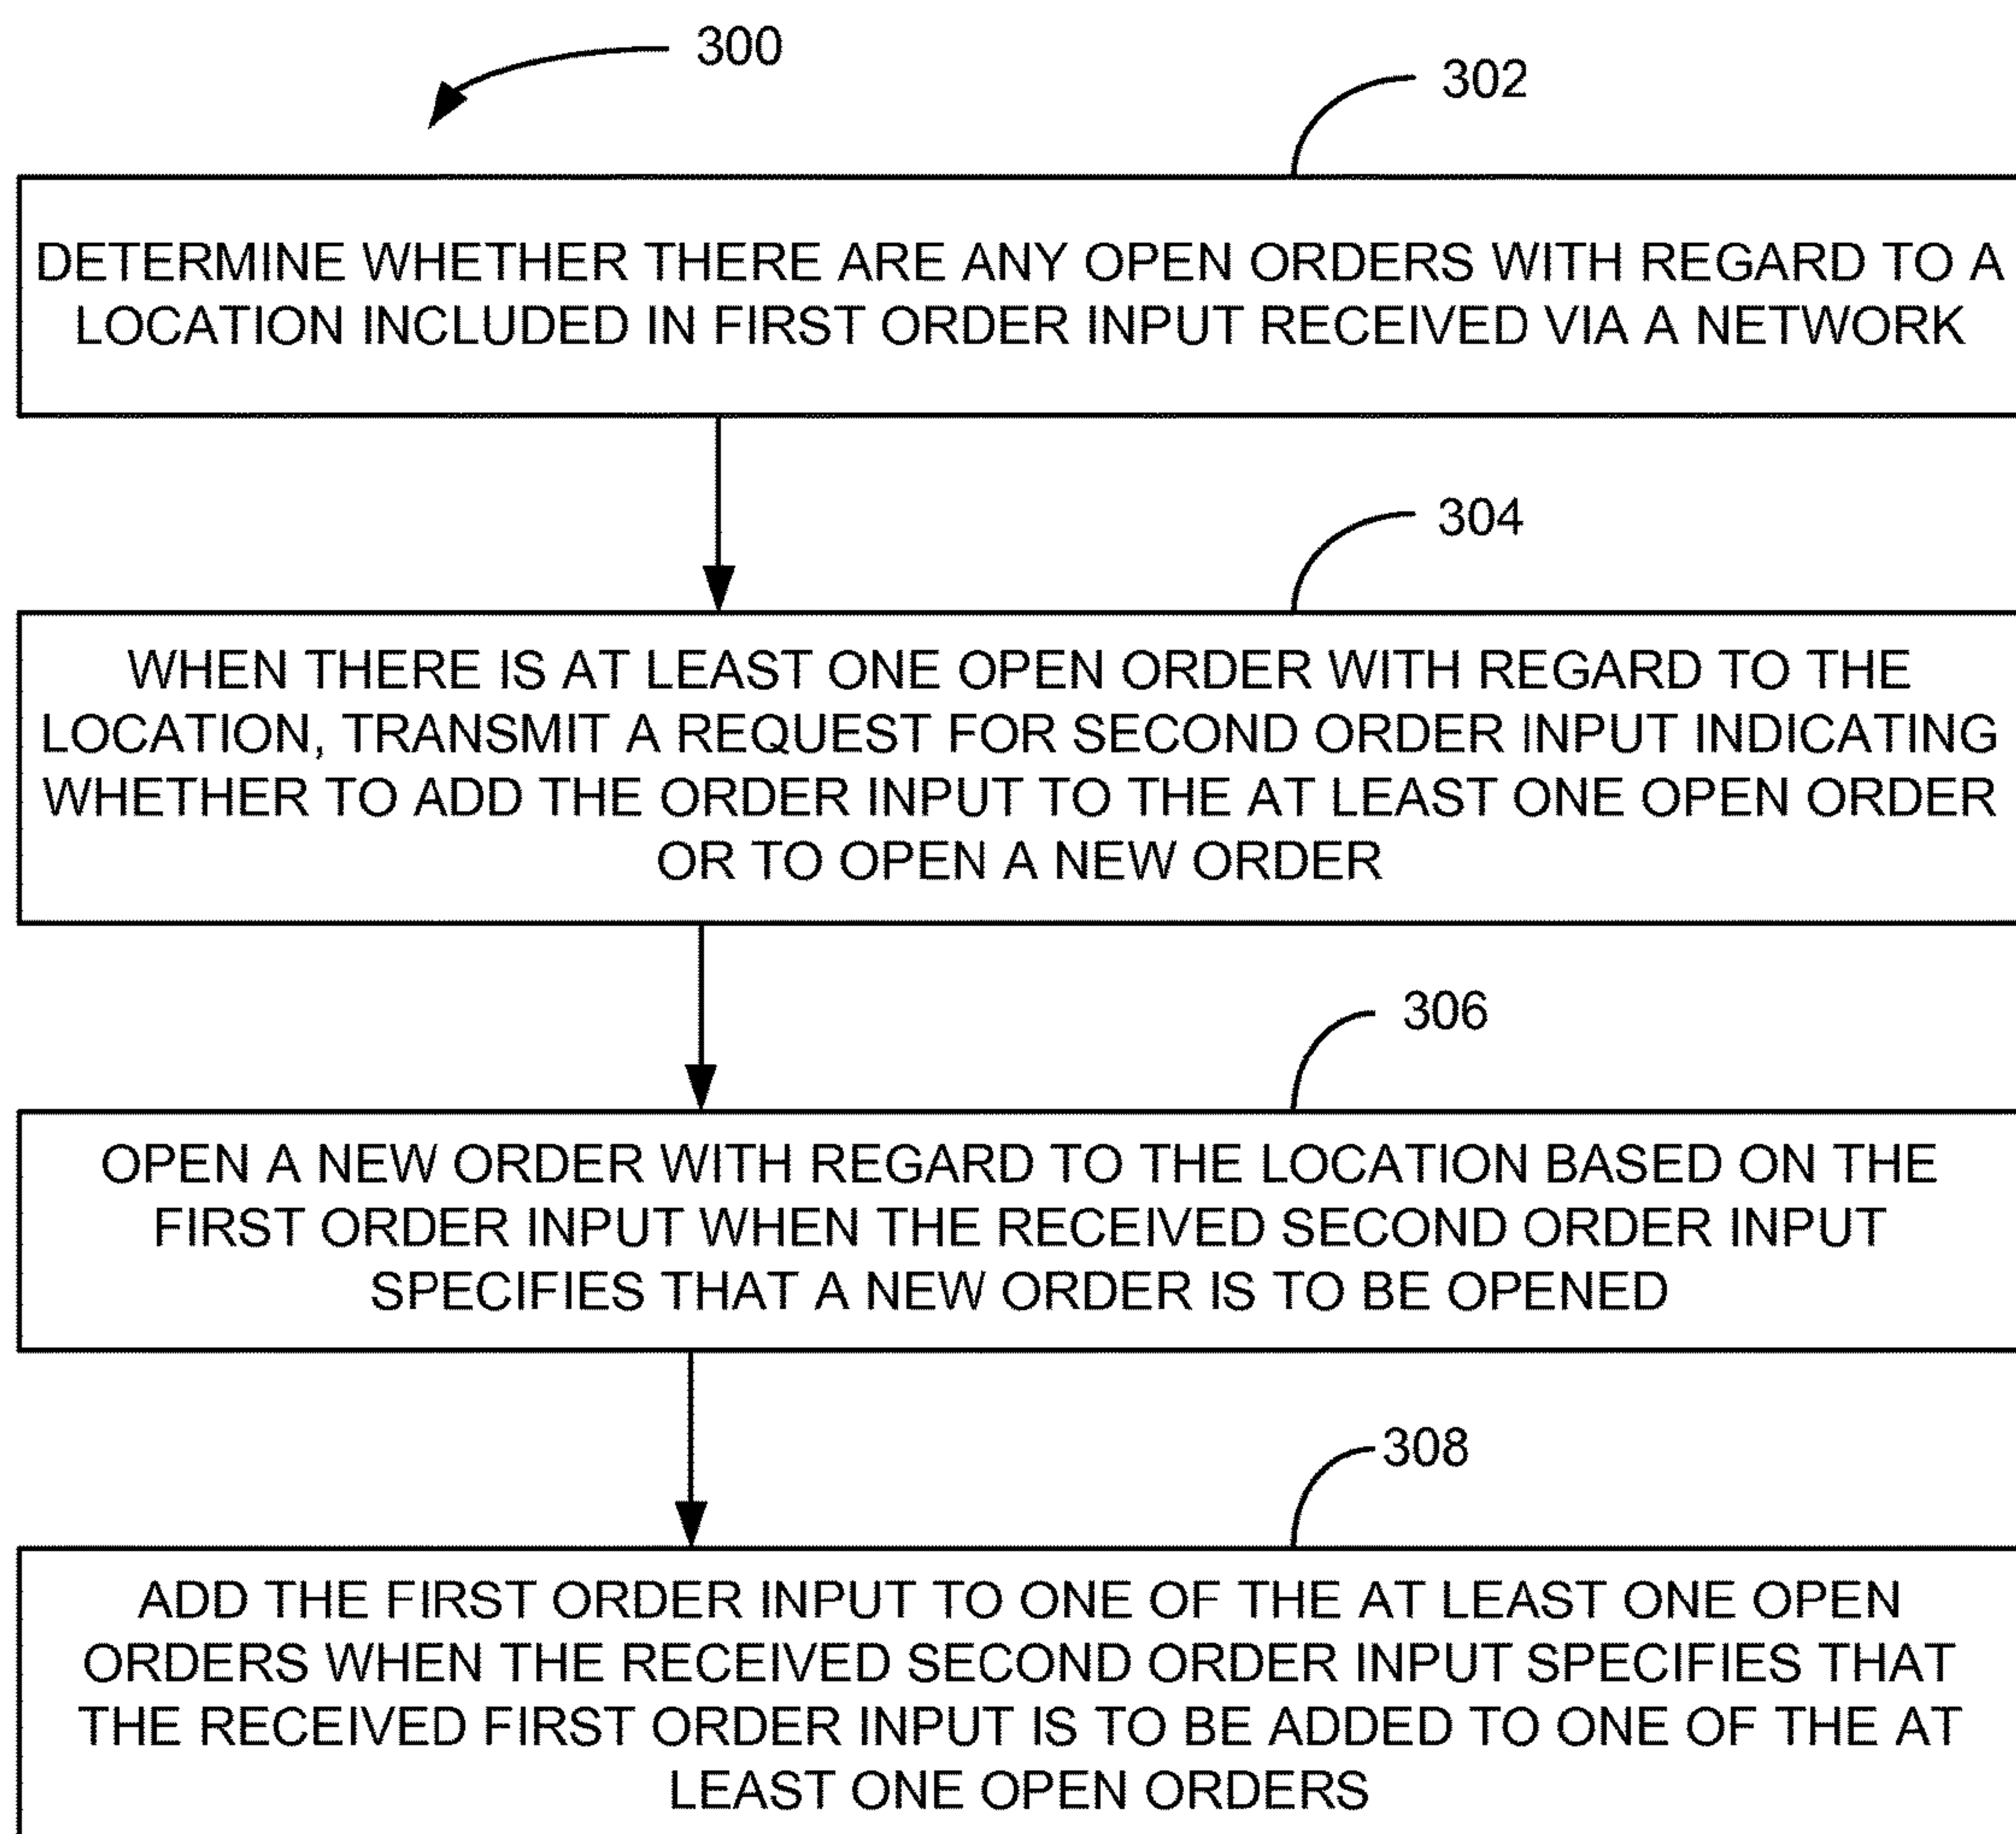 300
302
DETERMINE WHETHER THERE ARE ANY OPEN ORDERS WITH REGARD TO A
LOCATION INCLUDED IN FIRST ORDER INPUT RECEIVED VIA A NETWORK
304
WHEN THERE IS AT LEAST ONE OPEN ORDER WITH REGARD TO THE
LOCATION, TRANSMIT A REQUEST FOR SECOND ORDER INPUT INDICATING
WHETHER TO ADD THE ORDER INPUT TO THE AT LEAST ONE OPEN ORDER
OR TO OPEN A NEW ORDER
306
OPEN A NEW ORDER WITH REGARD TO THE LOCATION BASED ON THE
FIRST ORDER INPUT WHEN THE RECEIVED SECOND ORDER INPUT
SPECIFIES THAT A NEW ORDER IS TO BE OPENED
308
ADD THE FIRST ORDER INPUT TO ONE OF THE AT LEAST ONE OPEN
ORDERS WHEN THE RECEIVED SECOND ORDER INPUT SPECIFIES THAT
THE RECEIVED FIRST ORDER INPUT IS TO BE ADDED TO ONE OF THE AT
LEAST ONE OPEN ORDERS